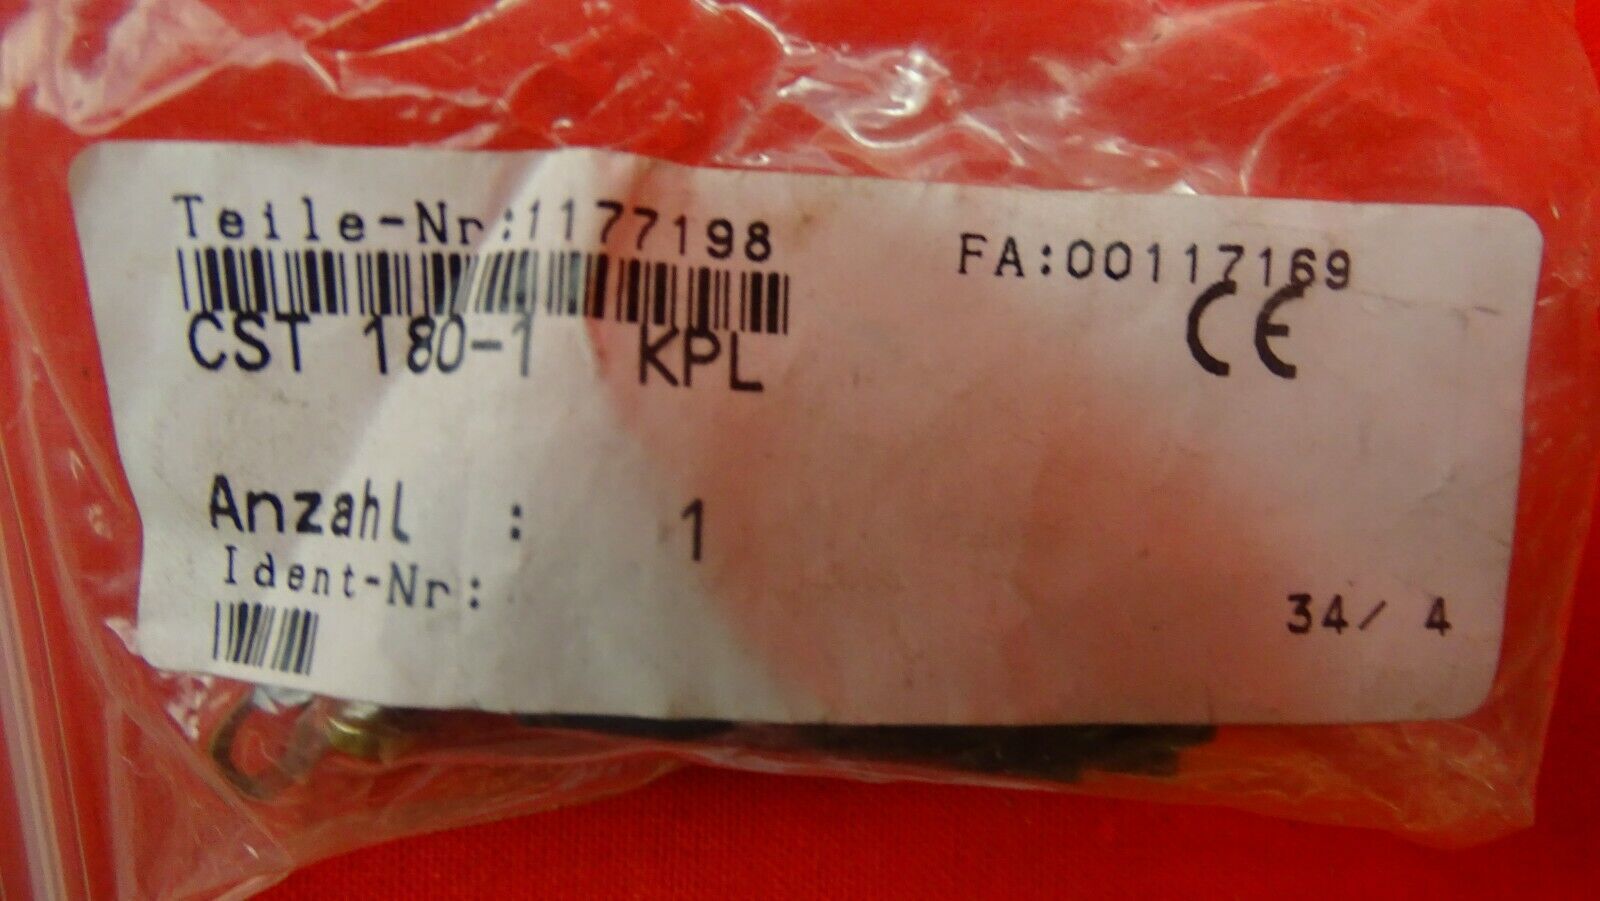 Teile-Nr:1177198
FA:00117169
CE
CST 180-1 KPL
Anzahl : 1
Ident-Nr:
34/ 4